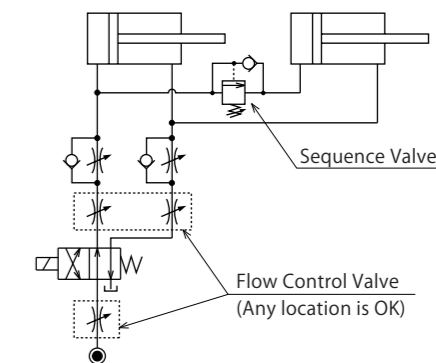 Sequence Valve
Flow Control Valve
(Any location is OK)